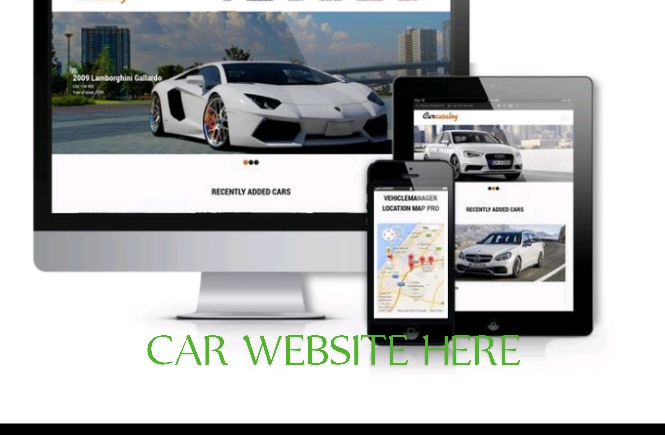 2009 Lamborghini Gallardo
RECENTLY ADDED CARS
Carcatalog
RECENTLY ADDED CARS
VEHICLEMANAGER
LOCATION MAP PRO
CAR WEBSITE HERE